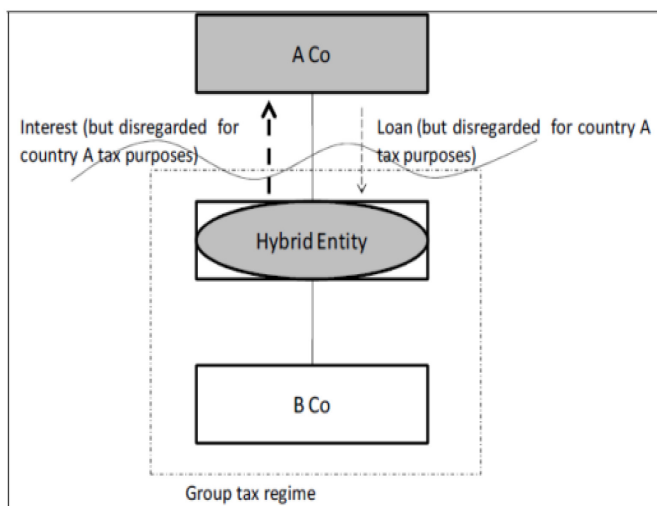 A Co
Interest (but disregarded for
country A tax purposes)
Loan (but disregarded for country A
tax purposes)
Hybrid Entity
B Co
Group tax regime